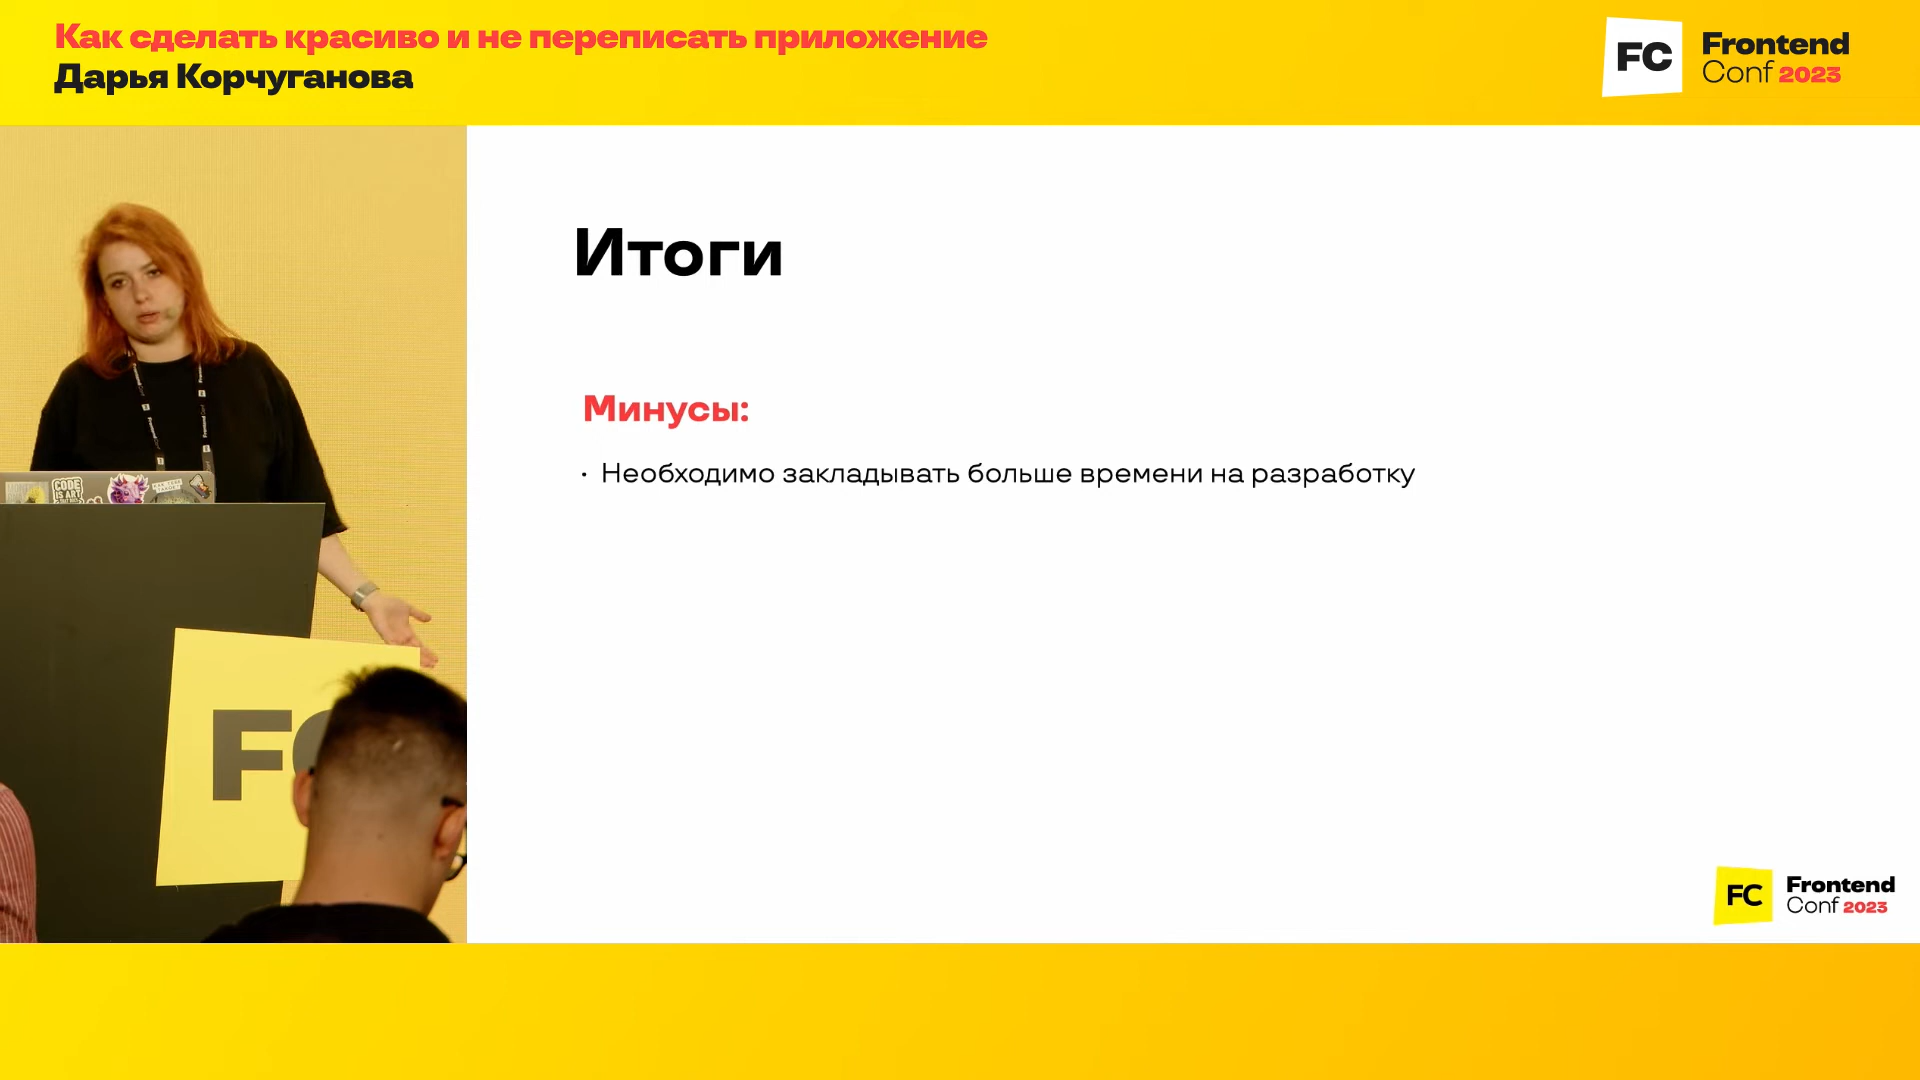 Как сделать красиво и не переписать приложение
Дарья Корчуганова
FC
Frontend
Conf 2023
Итоги
Минусы:
• Необходимо закладывать больше времени на разработку
CODE
IS ART
FC
FC
Frontend
Conf 2023